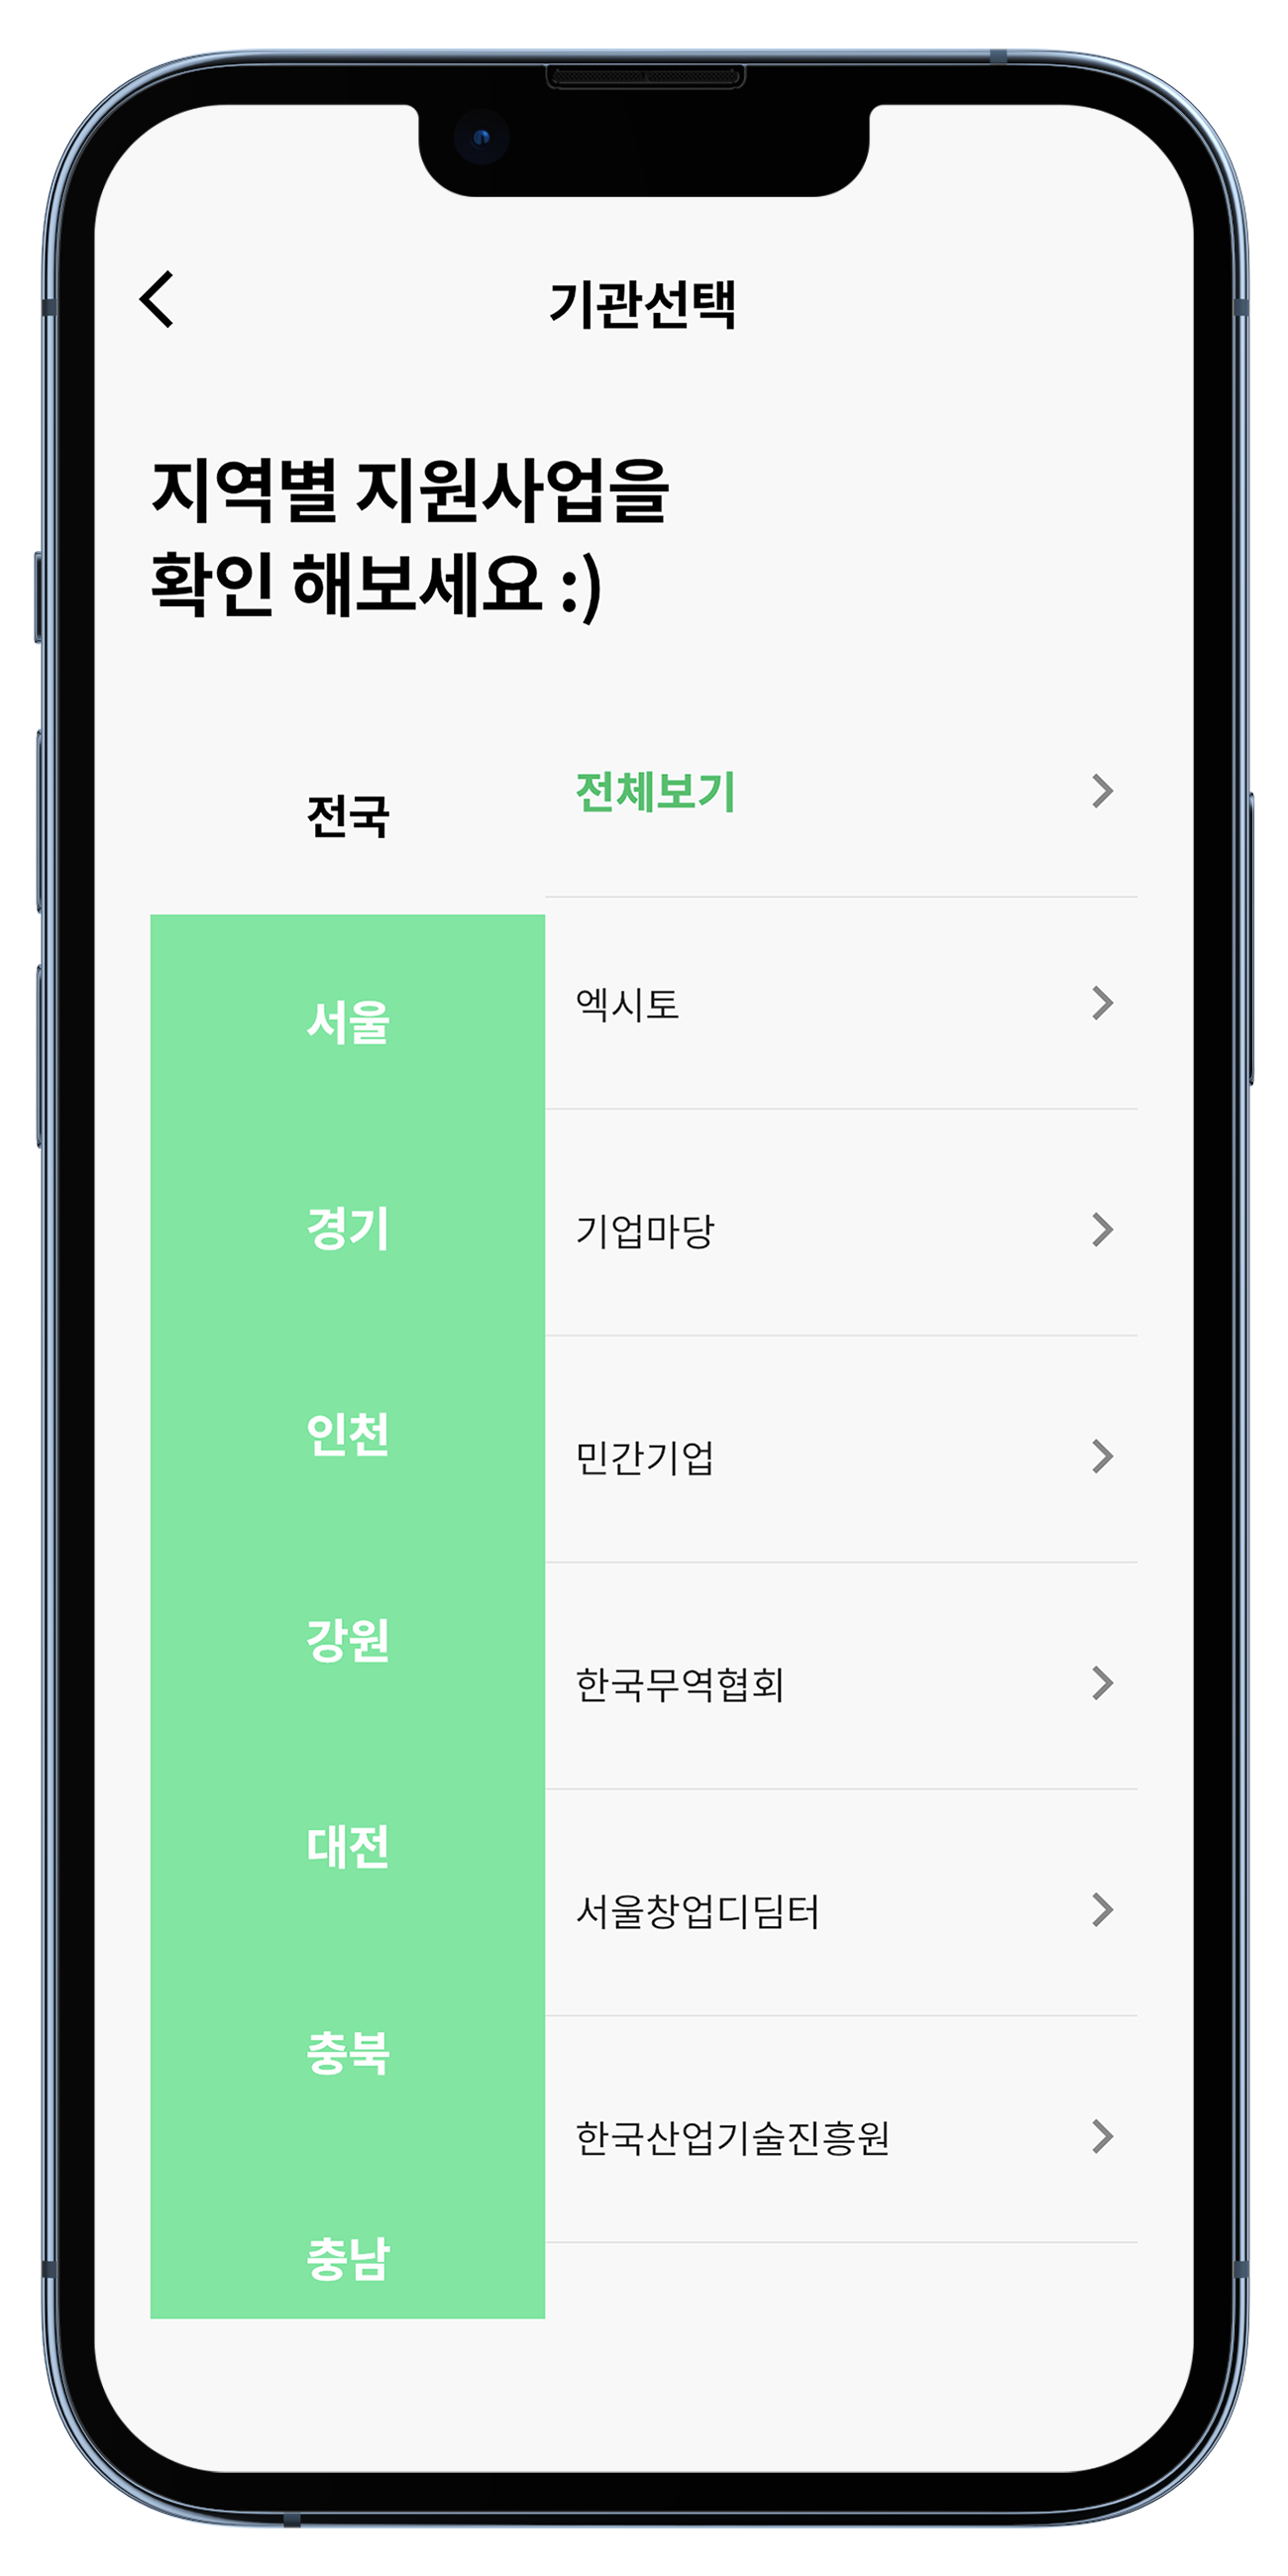 기관선택
지역별 지원사업을
확인 해보세요 :)
전국
서울
경기
인천
강원
대전
충북
충남
전체보기
엑시토
기업마당
민간기업
한국무역협회
서울창업디딤터
한국산업기술진흥원